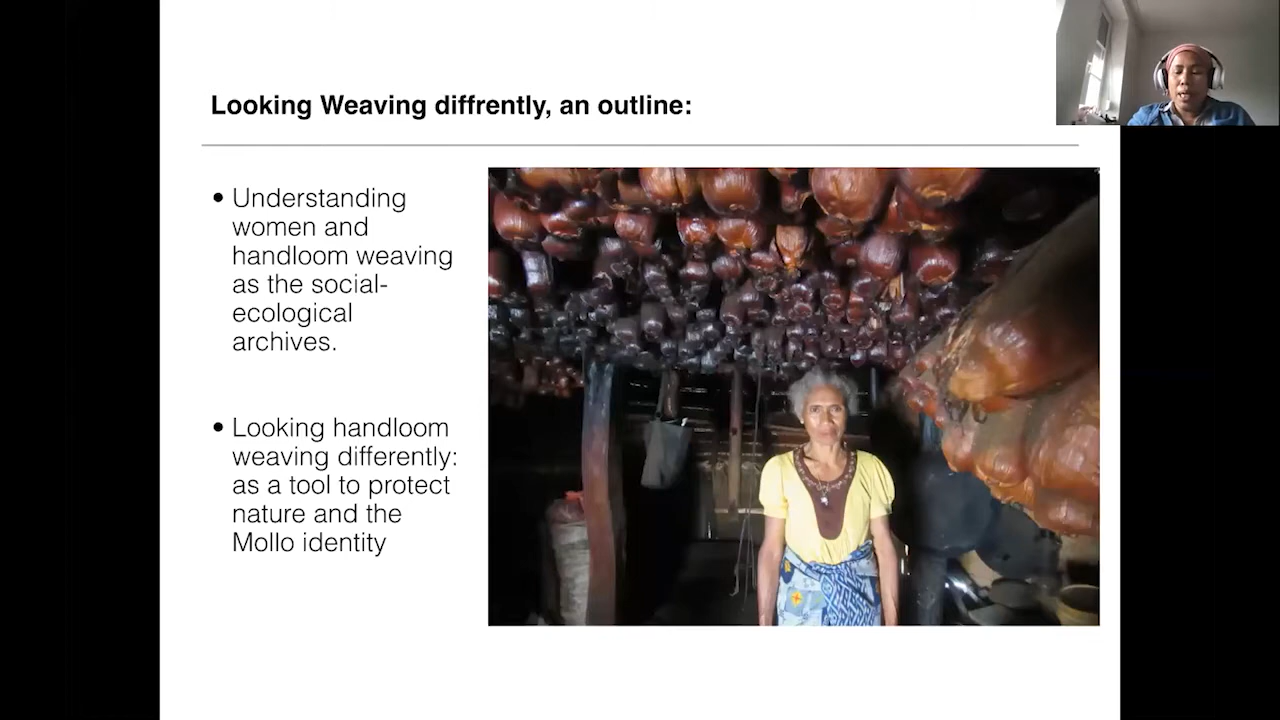 Looking Weaving diffrently, an outline:
• Understanding
women and
handloom weaving
as the social-
ecological
archives.
• Looking handloom
weaving differently:
as a tool to protect
nature and the
Mollo identity